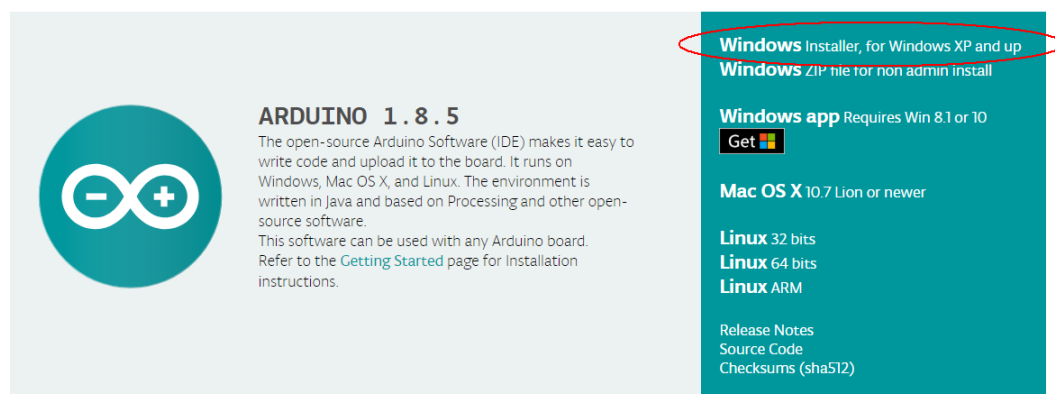 ARDUINO 1.8.5
The open-source Arduino Software (IDE) makes it easy to
write code and upload it to the board. It runs on
Windows, Mac OS X, and Linux. The environment is
written in Java and based on Processing and other open-
source software.
This software can be used with any Arduino board.
Refer to the Getting Started page for Installation
instructions.
Windows Installer, for Windows XP and up
Windows ZIP file for non admin install
Windows app Requires Win 8.1 or 10
Get
Mac OS X 10.7 Lion or newer
Linux 32 bits
Linux 64 bits
Linux ARM
Release Notes
Source Code
Checksums (sha512)